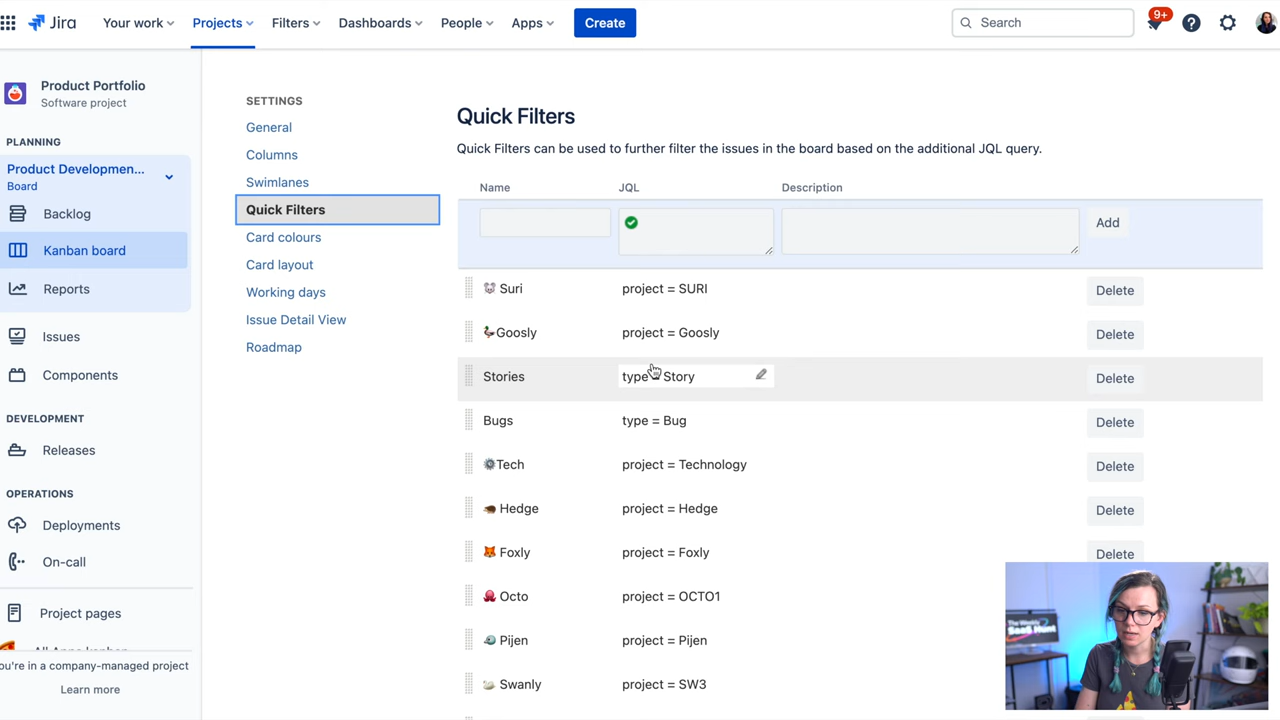 Jira
Your work
Projects
Filters
Dashboards
People
Apps
Create
Search
9+
Product Portfolio
Software project
PLANNING
Product Developmen...
Board
Backlog
Kanban board
Reports
Issues
Components
DEVELOPMENT
Releases
OPERATIONS
Deployments
On-call
Project pages
You're in a company-managed project
Learn more
SETTINGS
General
Columns
Swimlanes
Quick Filters
Card colours
Card layout
Working days
Issue Detail View
Roadmap
Quick Filters
Quick Filters can be used to further filter the issues in the board based on the additional JQL query.
Name JQL Description
Add
Suri project = SURI Delete
Goosly project = Goosly Delete
Stories type = Story Delete
Bugs type = Bug Delete
Tech project = Technology Delete
Hedge project = Hedge Delete
Foxly project = Foxly Delete
Octo project = OCTO1
Pijen project = Pijen
Swanly project = SW3
The Weekly
SaaS Hunt